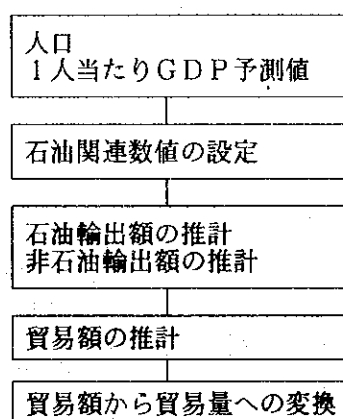 人口
１人当たりＧＤＰ予測値
石油関連数値の設定
石油輸出額の推計
非石油輸出額の推計
貿易額の推計
貿易額から貿易量への変換